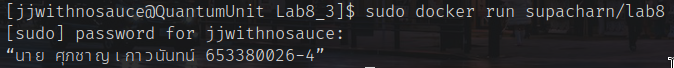 [jjwithnosauce@QuantumUnit Lab8_3]$ sudo docker run supacharn/lab8
[sudo] password for jjwithnosauce:
“นาย ศุภชาญ เกาวนันทน์ 653380026-4”